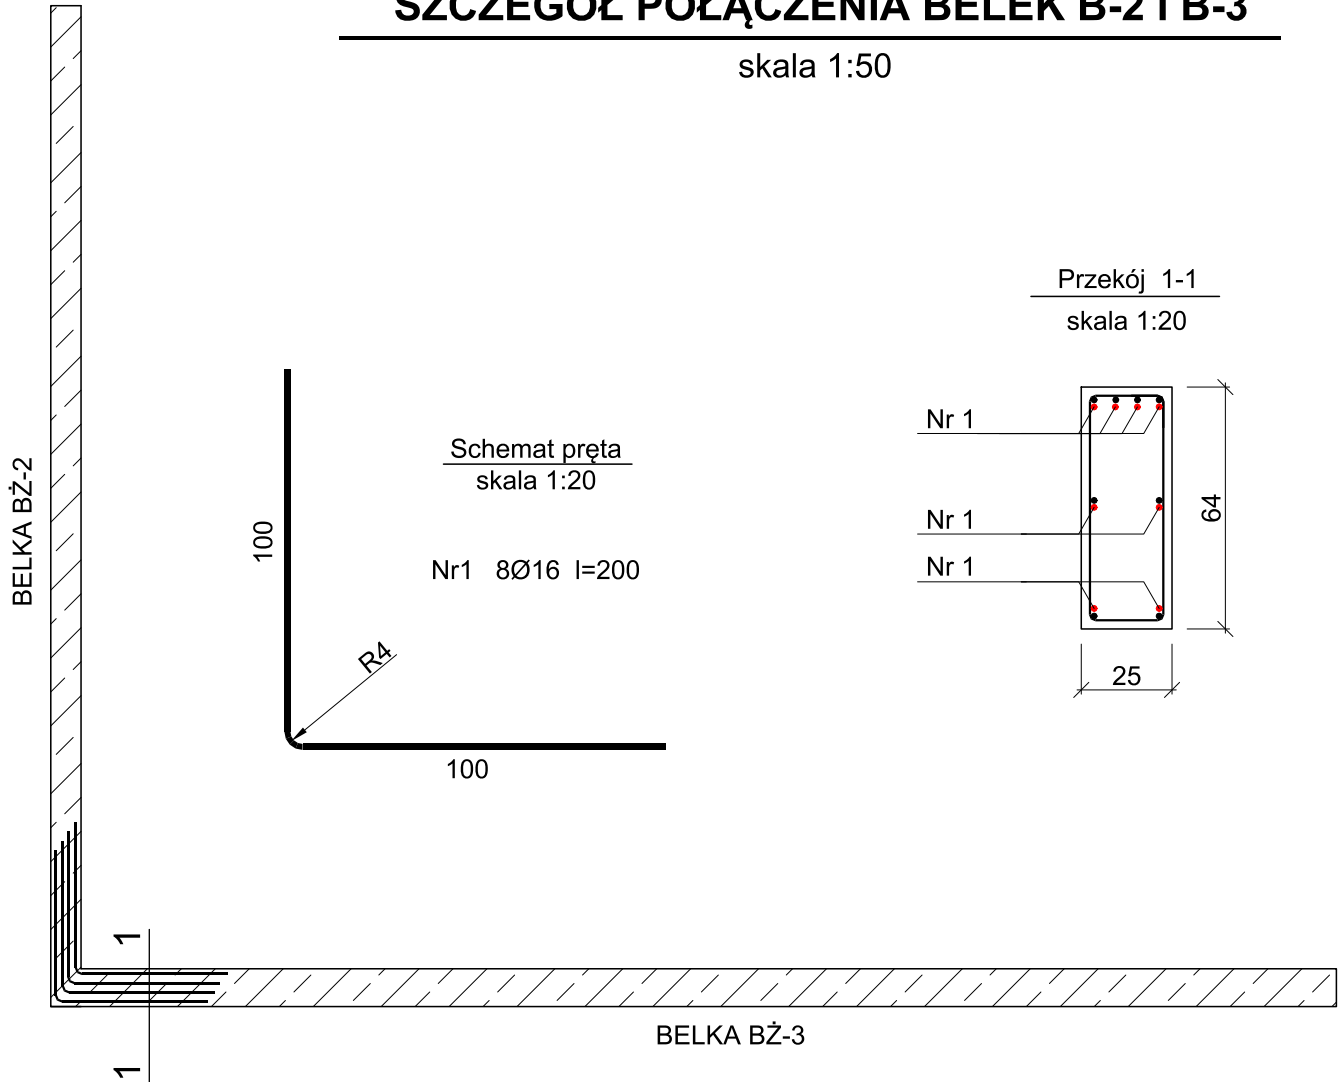 SZCZEGÓŁ POŁĄCZENIA BELEK B-2 I B-3
skala 1:50
Przekój 1-1
skala 1:20
Nr 1
Nr 1
Nr 1
64
25
Schemat pręta
skala 1:20
Nr1 8Ø16 l=200
100
R4
100
BELKA BŻ-2
1
1
BELKA BŻ-3